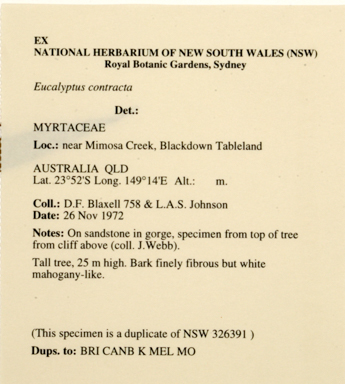 EX
NATIONAL HERBARIUM OF NEW SOUTH WALES (NSW)
Royal Botanic Gardens, Sydney
Eucalyptus contracta
Det.:
MYRTACEAE
Loc.: near Mimosa Creek, Blackdown Tableland
AUSTRALIA QLD
Lat. 23°52'S Long. 149°14'E Alt.: m.
Coll.: D.F. Blaxell 758 & L.A.S. Johnson
Date: 26 Nov 1972
Notes: On sandstone in gorge, specimen from top of tree
from cliff above (coll. J.Webb).
Tall tree, 25 m high. Bark finely fibrous but white
mahogany-like.
(This specimen is a duplicate of NSW 326391 )
Dups. to: BRI CANB K MEL MO